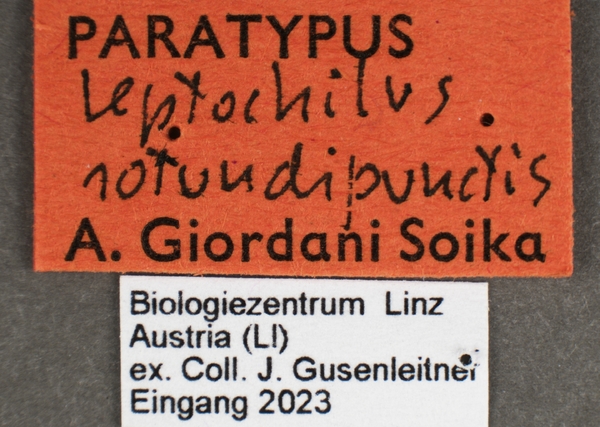 PARATYPUS
Leptochilus
rotundipunctis
A. Giordani Soika
Biologiezentrum Linz
Austria (LI)
ex. Coll. J. Gusenleitner
Eingang 2023